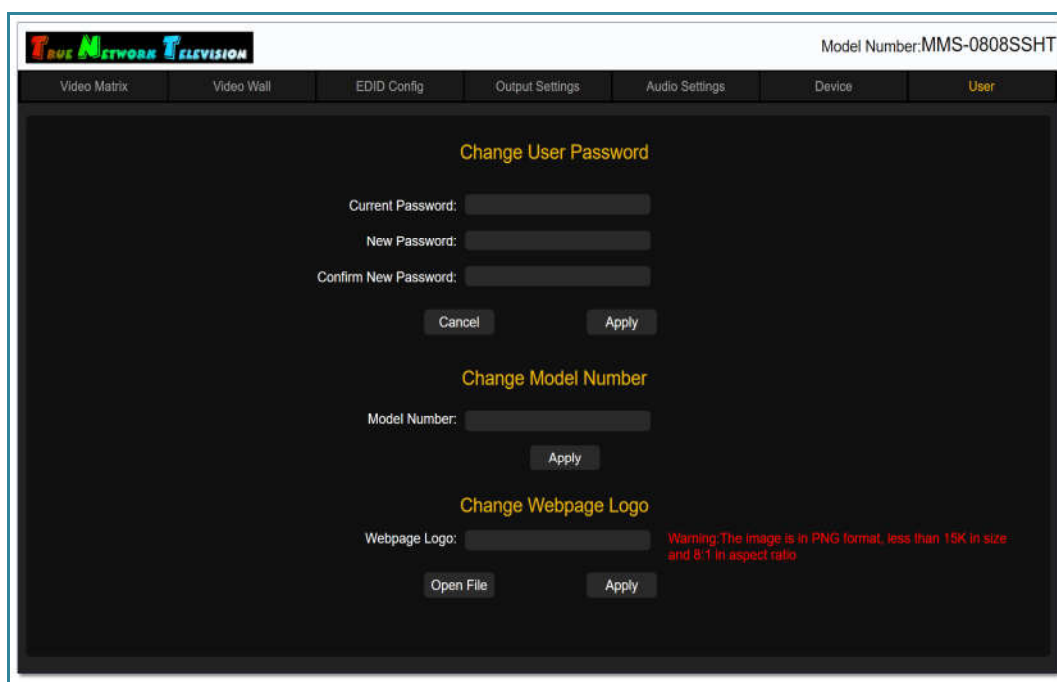 TRUE NETWORK TELEVISION
Model Number:MMS-0808SSHT
Video Matrix Video Wall EDID Config Output Settings Audio Settings Device User
Change User Password
Current Password:
New Password:
Confirm New Password:
Cancel Apply
Change Model Number
Model Number:
Apply
Change Webpage Logo
Webpage Logo:
Warning:The image is in PNG format, less than 15K in size
and 8:1 in aspect ratio
Open File Apply